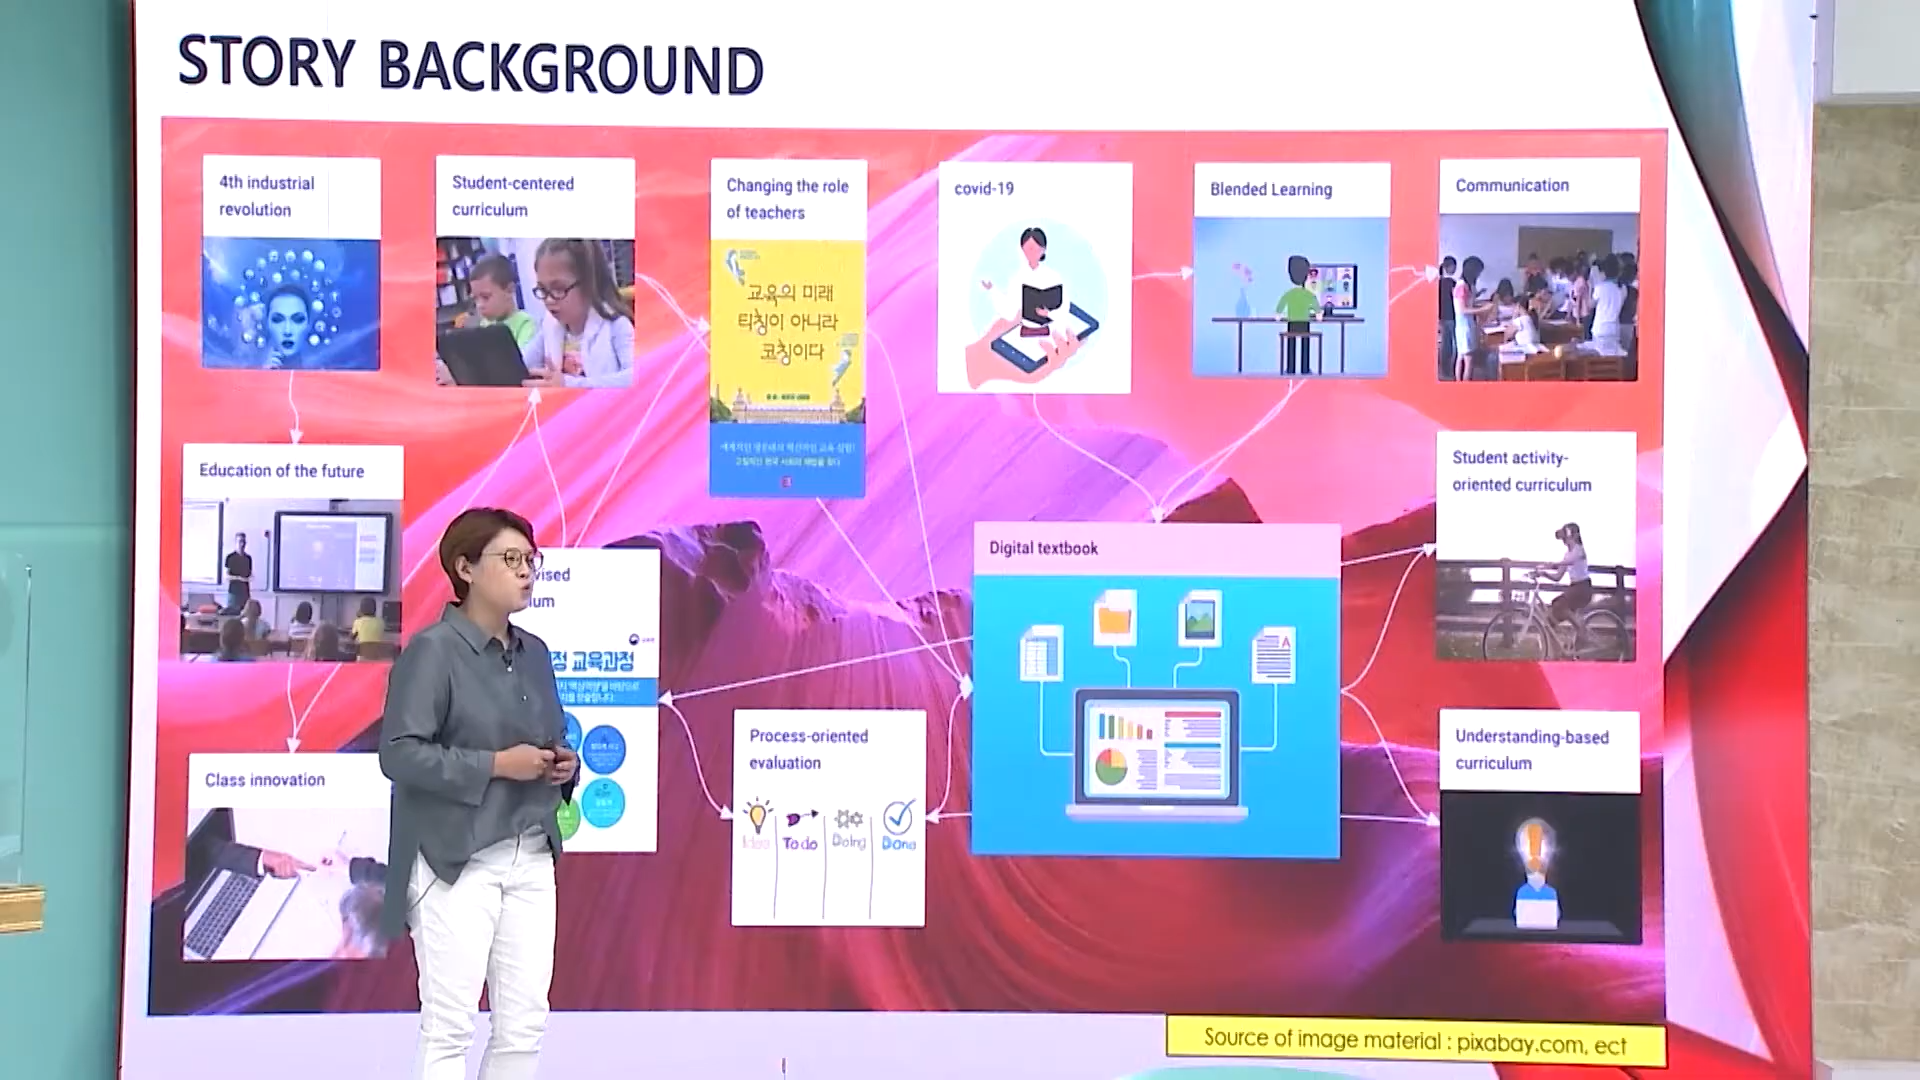 STORY BACKGROUND
4th industrial
revolution
Student-centered
curriculum
Changing the role
of teachers
교육의 미래
티칭이 아니라
코칭이다
covid-19
Blended Learning
Communication
Education of the future
vised
um
정 교육과정
Digital textbook
A
Student activity-
oriented curriculum
Class innovation
Process-oriented
evaluation
Idea
To do
Doing
Done
Understanding-based
curriculum
Source of image material : pixabay.com, ect